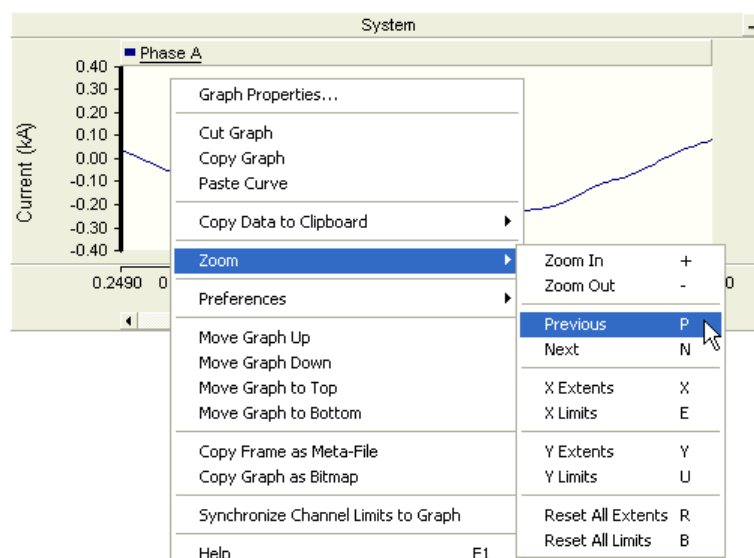 System
Phase A
Current (kA)
0.40
0.30
0.20
0.10
0.00
-0.10
-0.20
-0.30
-0.40
0.2490 0
0
Graph Properties...
Cut Graph
Copy Graph
Paste Curve
Copy Data to Clipboard
Zoom
Preferences
Move Graph Up
Move Graph Down
Move Graph to Top
Move Graph to Bottom
Copy Frame as Meta-File
Copy Graph as Bitmap
Synchronize Channel Limits to Graph
Help F1
Zoom In +
Zoom Out -
Previous P
Next N
X Extents X
X Limits E
Y Extents Y
Y Limits U
Reset All Extents R
Reset All Limits B